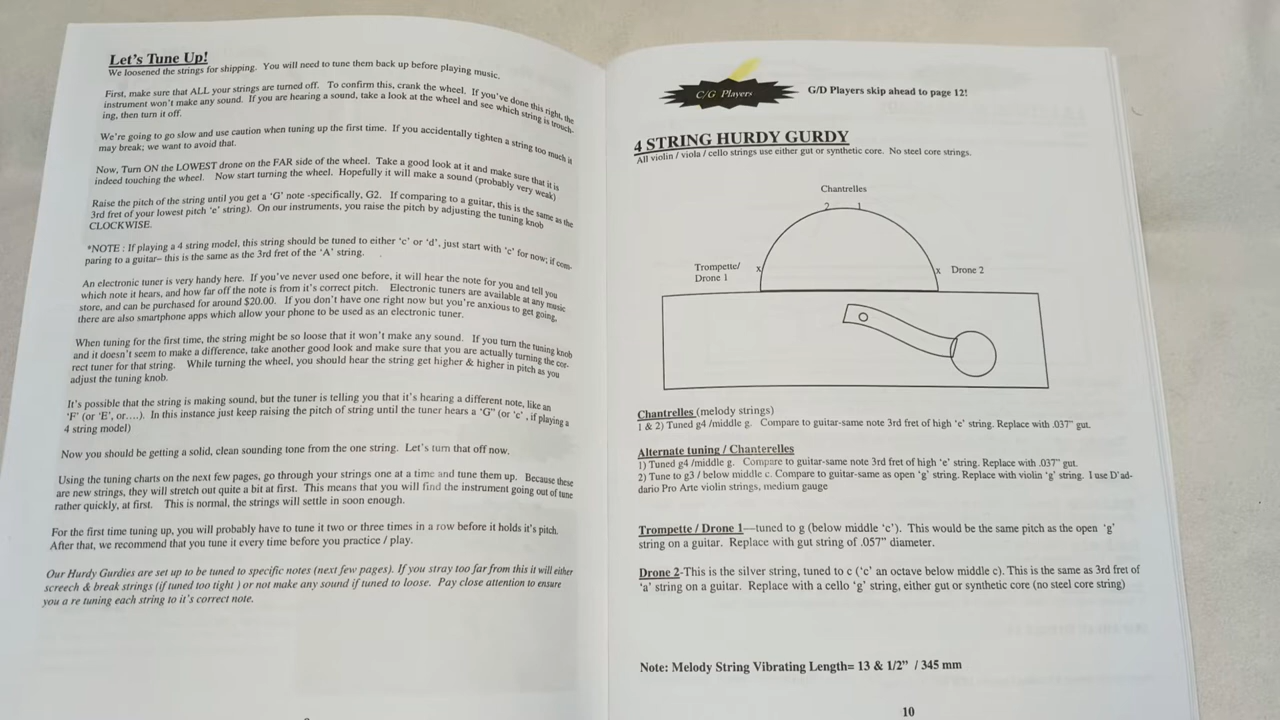 Let's Tune Up!
We loosened the strings for shipping. You will need to tune them back up before playing music.
First, make sure that ALL your strings are turned off. To confirm this, crank the wheel. If you've done this right, the
instrument won't make any sound. If you are hearing a sound, take a look at the wheel and see which string is trouch-
ing, then turn it off.
We're going to go slow and use caution when tuning up the first time. If you accidentally tighten a string too much it
may break; we want to avoid that.
Now, Turn ON the LOWEST drone on the FAR side of the wheel. Take a good look at it and make sure that it is
indeed touching the wheel. Now start turning the wheel. Hopefully it will make a sound (probably very weak)
Raise the pitch of the string until you get a 'G' note -specifically, G2. If comparing to a guitar, this is the same as the
3rd fret of your lowest pitch 'e' string). On our instruments, you raise the pitch by adjusting the tuning knob
CLOCKWISE.
*NOTE : If playing a 4 string model, this string should be tuned to either 'c' or 'd', just start with 'c' for now; if com-
paring to a guitar– this is the same as the 3rd fret of the 'A' string.
An electronic tuner is very handy here. If you've never used one before, it will hear the note for you and tell you
which note it hears, and how far off the note is from it's correct pitch. Electronic tuners are available at any music
store, and can be purchased for around $20.00. If you don't have one right now but you're anxious to get going,
there are also smartphone apps which allow your phone to be used as an electronic tuner.
When tuning for the first time, the string might be so loose that it won't make any sound. If you turn the tuning knob
and it doesn't seem to make a difference, take another good look and make sure that you are actually turning the cor-
rect tuner for that string. While turning the wheel, you should hear the string get higher & higher in pitch as you
adjust the tuning knob.
It's possible that the string is making sound, but the tuner is telling you that it's hearing a different note, like an
'F' (or 'E', or....). In this instance just keep raising the pitch of string until the tuner hears a 'G" (or 'c' , if playing a
4 string model)
Now you should be getting a solid, clean sounding tone from the one string. Let's turn that off now.
Using the tuning charts on the next few pages, go through your strings one at a time and tune them up. Because these
are new strings, they will stretch out quite a bit at first. This means that you will find the instrument going out of tune
rather quickly, at first. This is normal, the strings will settle in soon enough.
For the first time tuning up, you will probably have to tune it two or three times in a row before it holds it's pitch.
After that, we recommend that you tune it every time before you practice / play.
Our Hurdy Gurdies are set up to be tuned to specific notes (next few pages). If you stray too far from this it will either
screech & break strings (if tuned too tight ) or not make any sound if tuned to loose. Pay close attention to ensure
you a re tuning each string to it's correct note.
C/G Players
G/D Players skip ahead to page 12!
4 STRING HURDY GURDY
All violin / viola / cello strings use either gut or synthetic core. No steel core strings.
Chantrelles
2 1
Trompette/
Drone 1
x
x Drone 2
Chantrelles (melody strings)
1 & 2) Tuned g4 /middle g. Compare to guitar-same note 3rd fret of high 'e' string. Replace with .037" gut.
Alternate tuning / Chanterelles
1) Tuned g4 /middle g. Compare to guitar-same note 3rd fret of high 'e' string. Replace with .037" gut.
2) Tune to g3 / below middle c. Compare to guitar-same as open 'g' string. Replace with violin 'g' string. I use D'ad-
dario Pro Arte violin strings, medium gauge
Trompette / Drone 1—tuned to g (below middle 'c'). This would be the same pitch as the open 'g'
string on a guitar. Replace with gut string of .057" diameter.
Drone 2-This is the silver string, tuned to c ('c' an octave below middle c). This is the same as 3rd fret of
'a' string on a guitar. Replace with a cello 'g' string, either gut or synthetic core (no steel core string)
Note: Melody String Vibrating Length= 13 & 1/2" / 345 mm
10